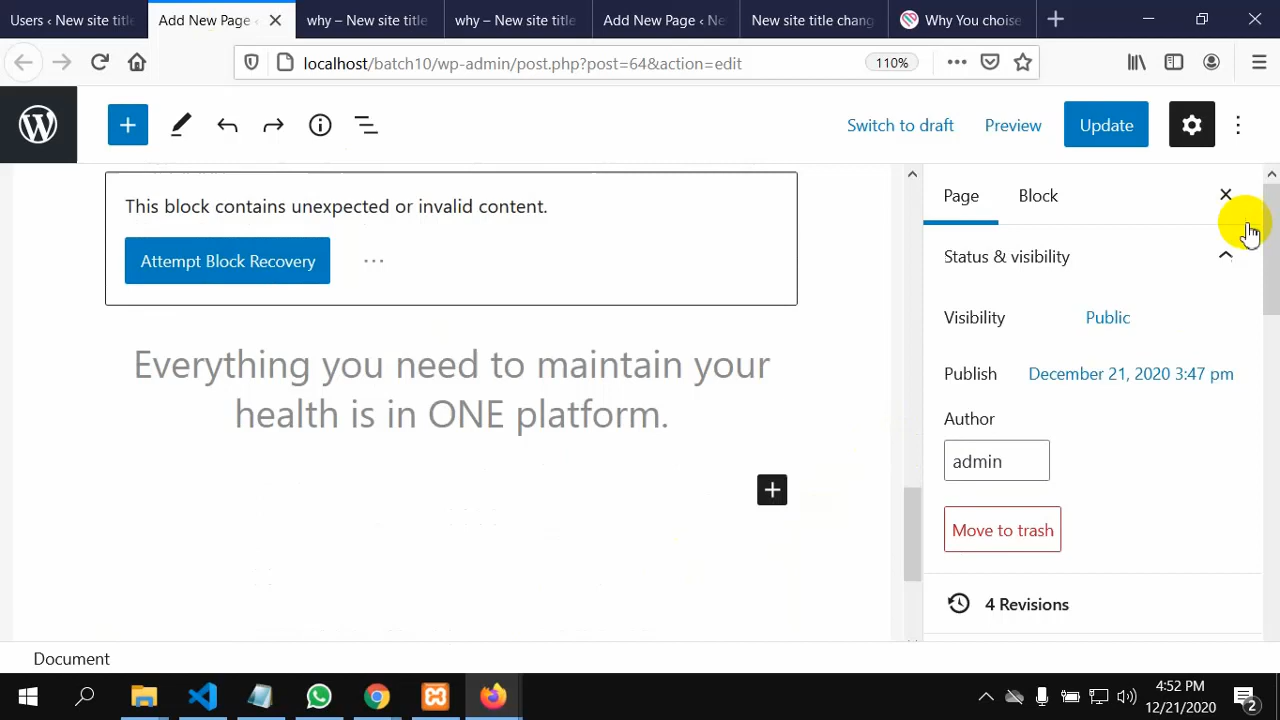 Users ‹ New site titl
Add New Page ‹
why – New site title
why – New site title
Add New Page ‹ Ne
New site title chang
Why You choise
localhost/batch10/wp-admin/post.php?post=64&action=edit
110%
Switch to draft
Preview
Update
This block contains unexpected or invalid content.
Attempt Block Recovery
Everything you need to maintain your
health is in ONE platform.
Page
Block
Status & visibility
Visibility
Public
Publish
December 21, 2020 3:47 pm
Author
admin
Move to trash
4 Revisions
Document
4:52 PM
12/21/2020
2